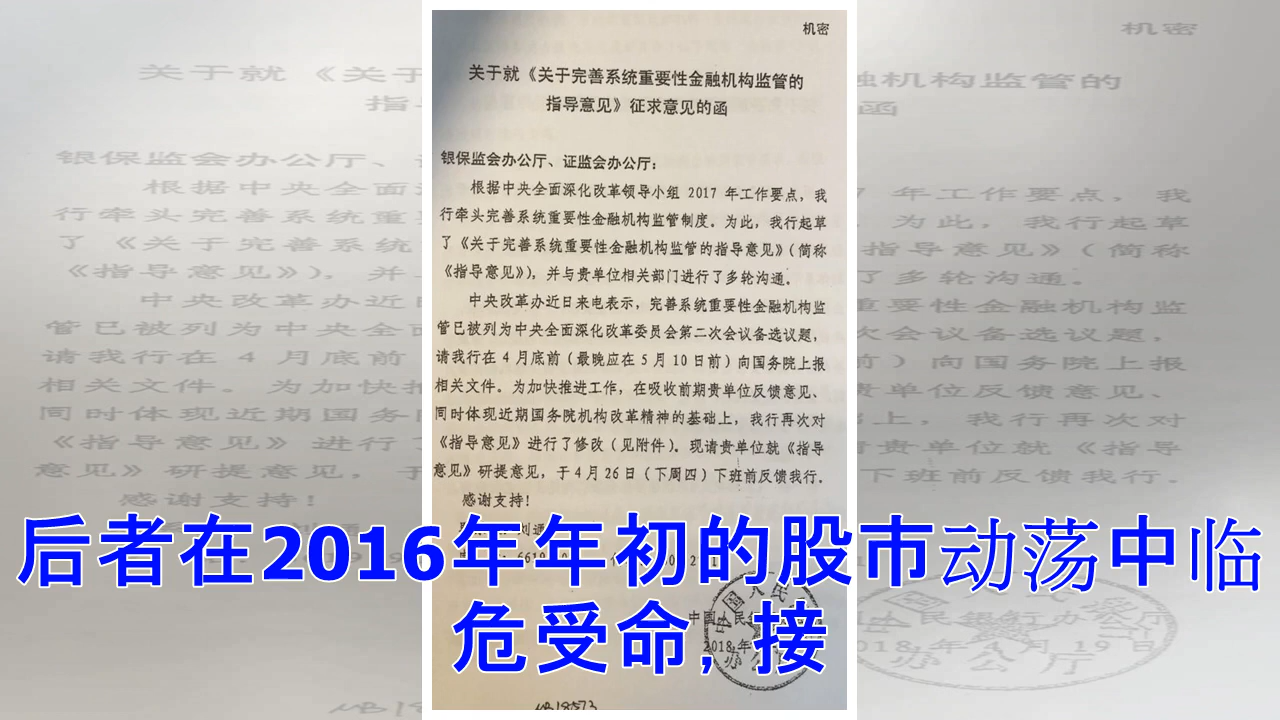 机密
关于就《关于完善系统重要性金融机构监管的
指导意见》征求意见的函
银保监会办公厅、证监会办公厅：
根据中央全面深化改革领导小组 2017 年工作要点，我
行牵头完善系统重要性金融机构监管制度。为此，我行起草
了《关于完善系统重要性金融机构监管的指导意见》（简称
《指导意见》），并与贵单位相关部门进行了多轮沟通。
中央改革办近日来电表示，完善系统重要性金融机构监
管已被列为中央全面深化改革委员会第二次会议备选议题，
请我行在 4 月底前（最晚应在 5 月 10 日前）向国务院上报
相关文件。为加快推进工作，在吸收前期贵单位反馈意见、
同时体现近期国务院机构改革精神的基础上，我行再次对
《指导意见》进行了修改（见附件）。现请贵单位就《指导
意见》研提意见，于 4 月 26 日（下周四）下班前反馈我行。
感谢支持！
后者在2016年年初的股市动荡中临
危受命，接
2018年
办公厅